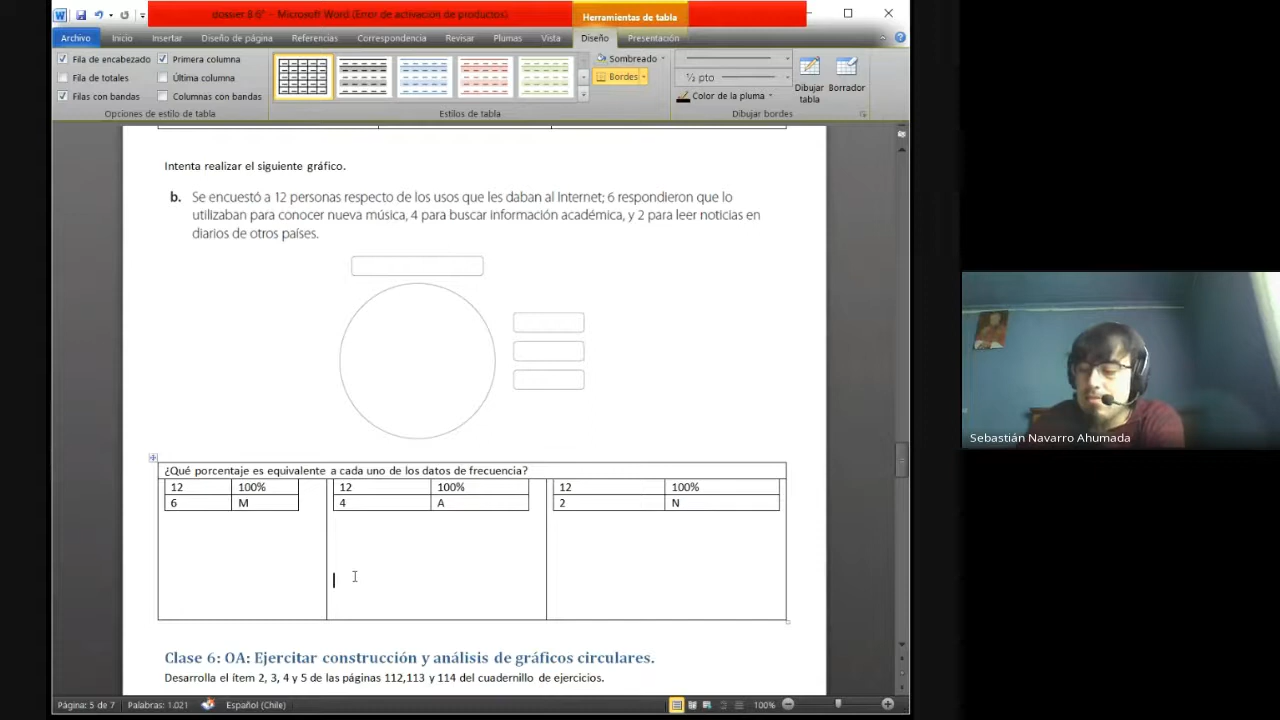 dossier 8.6° - Microsoft Word (Error de activación de productos)
Herramientas de tabla
Archivo Inicio Insertar Diseño de página Referencias Correspondencia Revisar Plumas Vista Diseño Presentación
Fila de encabezado Primera columna
Fila de totales Última columna
Filas con bandas Columnas con bandas
Opciones de estilo de tabla
Estilos de tabla
Sombreado
Bordes
½ pto
Color de la pluma
Dibujar tabla
Borrador
Dibujar bordes
Intenta realizar el siguiente gráfico.
b. Se encuestó a 12 personas respecto de los usos que les daban al Internet; 6 respondieron que lo
utilizaban para conocer nueva música, 4 para buscar información académica, y 2 para leer noticias en
diarios de otros países.
¿Qué porcentaje es equivalente a cada uno de los datos de frecuencia?
12 100% 12 100% 12 100%
6 M 4 A 2 N
Clase 6: OA: Ejercitar construcción y análisis de gráficos circulares.
Desarrolla el ítem 2, 3, 4 y 5 de las páginas 112,113 y 114 del cuadernillo de ejercicios.
Página: 5 de 7 Palabras: 1.021 Español (Chile) 100%
Sebastián Navarro Ahumada